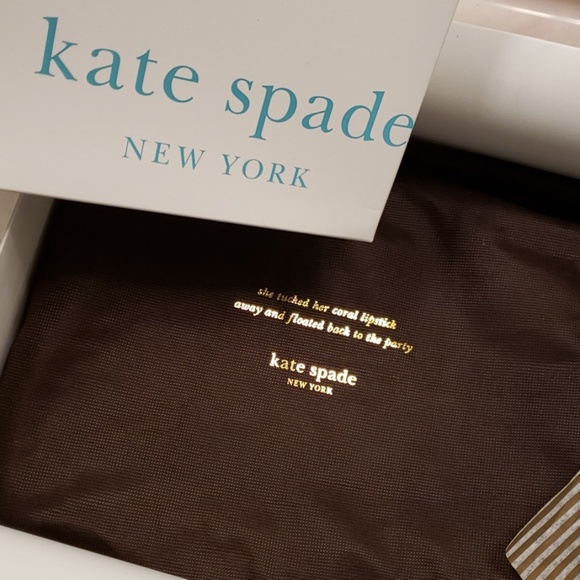 kate spade
NEW YORK
she tucked her coral lipstick
away and floated back to the party
kate spade
NEW YORK